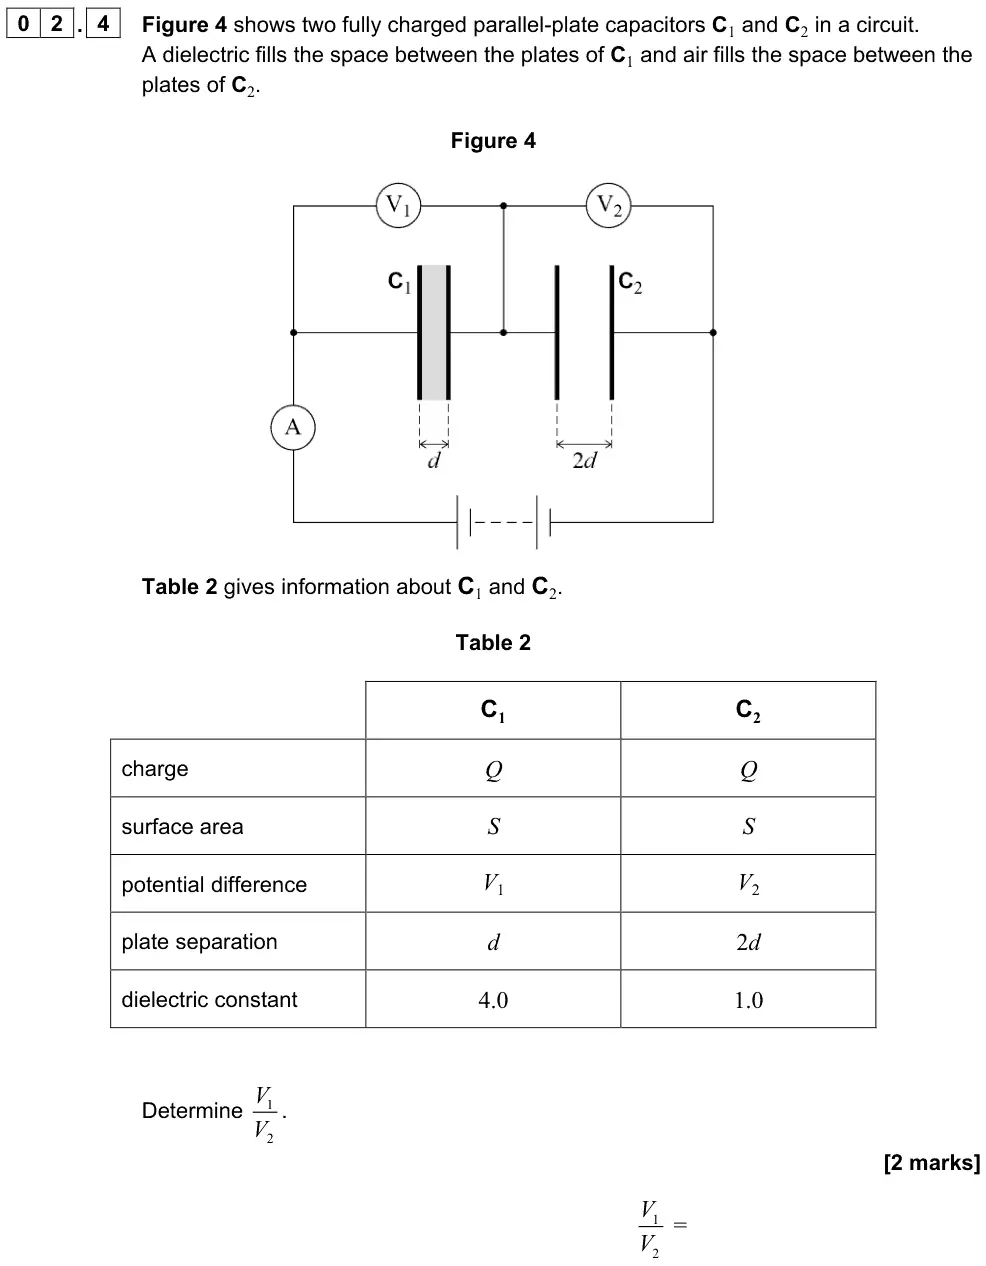 0 2 . 4 Figure 4 shows two fully charged parallel-plate capacitors C₁ and C₂ in a circuit.
A dielectric fills the space between the plates of C₁ and air fills the space between the
plates of C₂.
Figure 4
V₁ V₂
C₁ C₂
A
d 2d
Table 2 gives information about C₁ and C₂.
Table 2
C₁ C₂
charge Q Q
surface area S S
potential difference V₁ V₂
plate separation d 2d
dielectric constant 4.0 1.0
Determine V₁/V₂.
[2 marks]
V₁/V₂ =